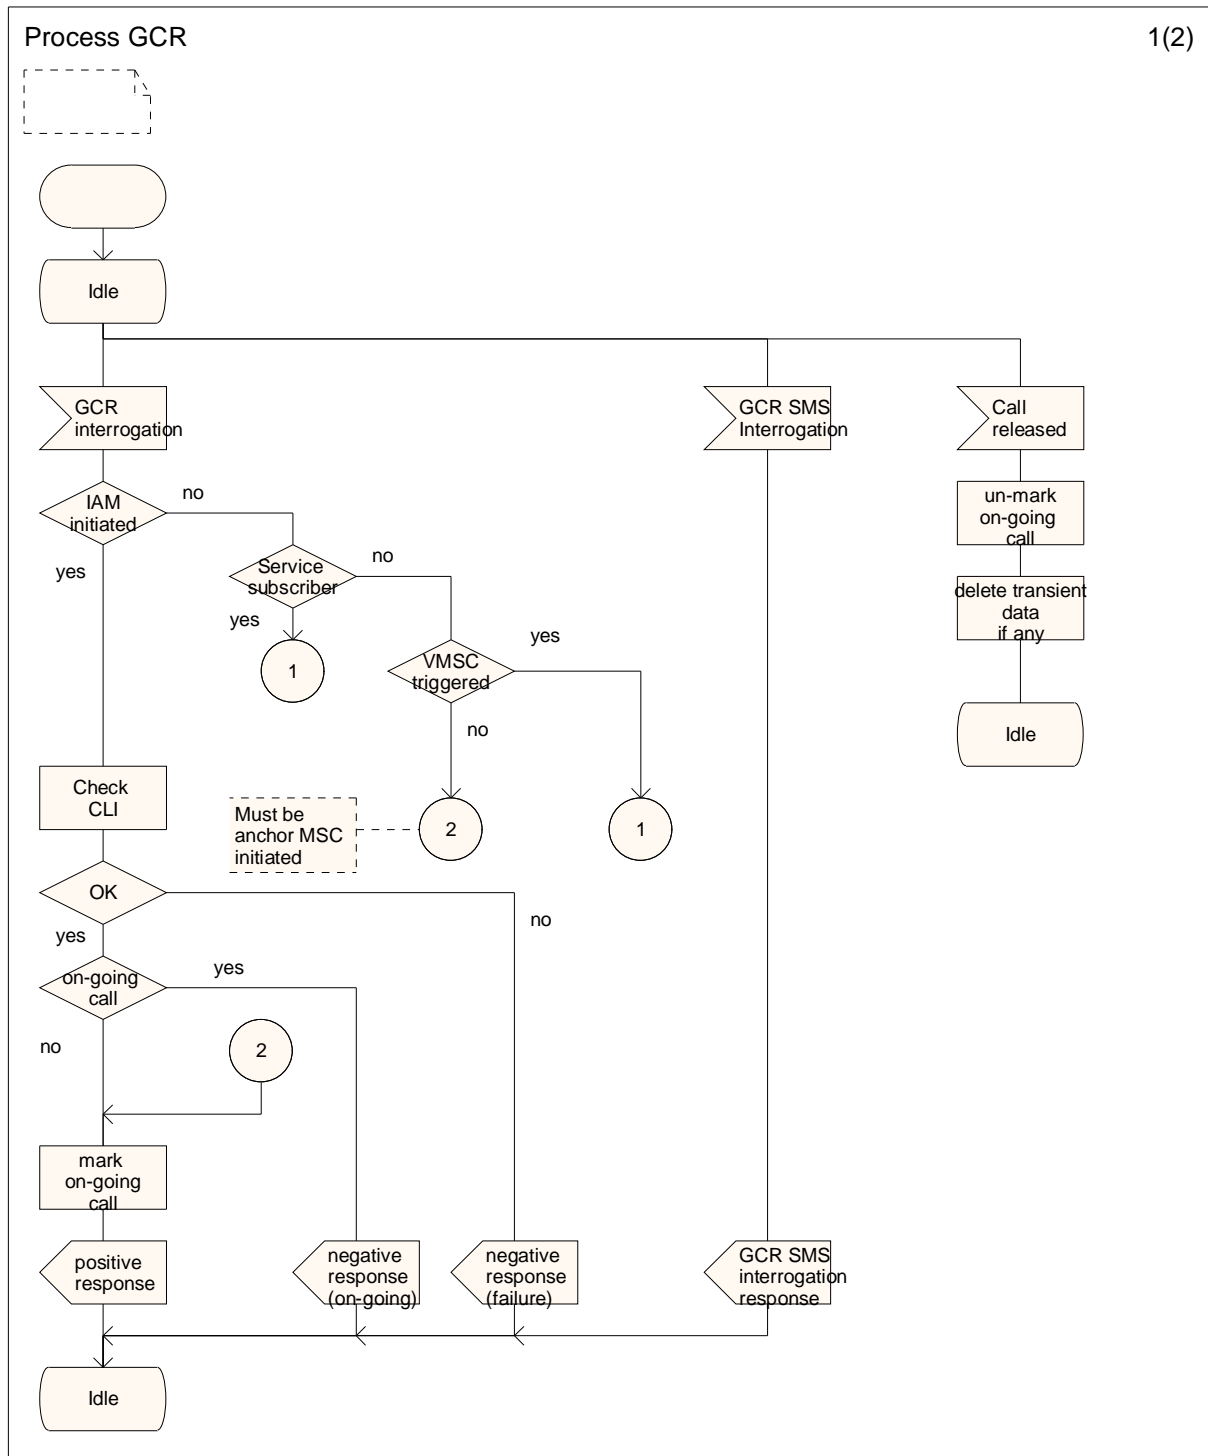 Process GCR
1(2)
Idle
GCR
interrogation
GCR SMS
Interrogation
Call
released
IAM
initiated
no
yes
un-mark
on-going
call
Service
subscriber
no
yes
delete transient
data
if any
1
VMSC
triggered
yes
no
Idle
Check
CLI
Must be
anchor MSC
initiated
2
1
OK
no
yes
on-going
call
yes
no
2
mark
on-going
call
positive
response
negative
response
(on-going)
negative
response
(failure)
GCR SMS
interrogation
response
Idle